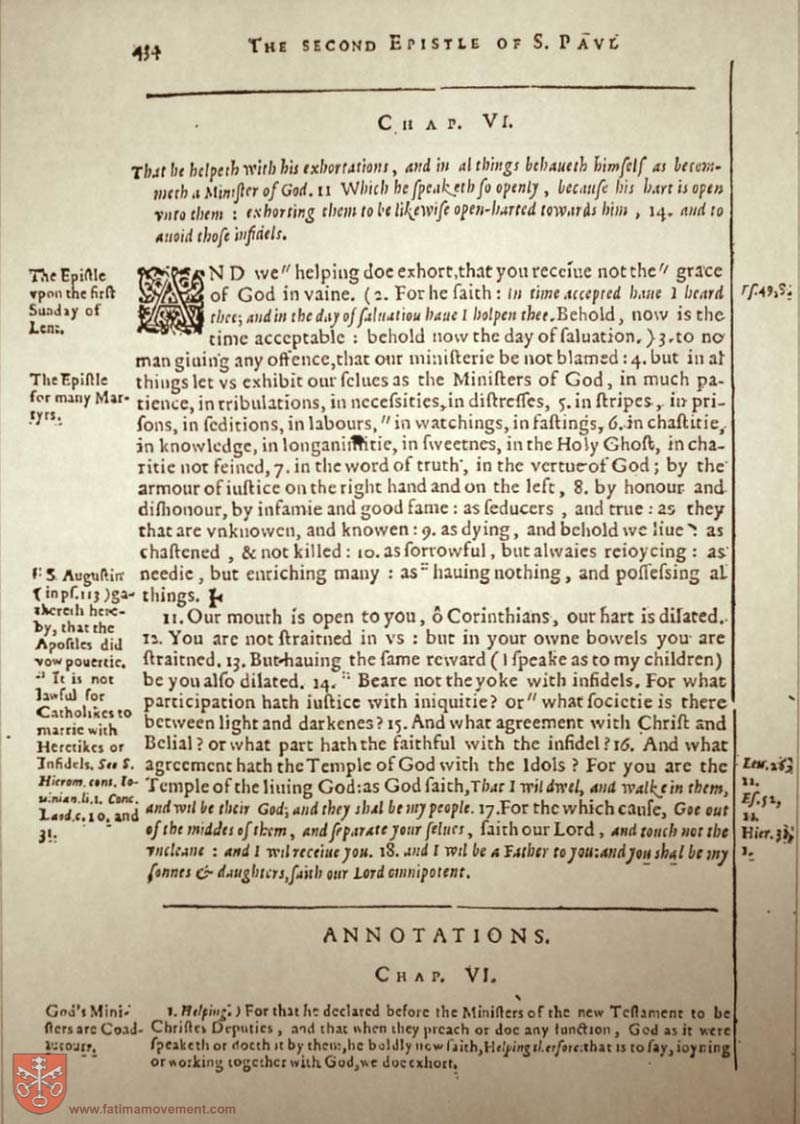 434
THE SECOND EPISTLE OF S. PAVL
CHAP. VI.
That he helpeth with his exhortations, and in al things behaueth himself as becom-
meth a Minister of God. 11 Which he speaketh so openly, because his hart is open
vnto them : exhorting them to be likewise open-harted towards him, 14. and to
auoid those infidels.
The Epistle
vpon the first
Sunday of
Lent.
AND we" helping doe exhort, that you receiue not the" grace
of God in vaine. (2. For he saith : In time accepted haue I heard
thee; and in the day of saluation haue I holpen thee. Behold, now is the
time acceptable : behold now the day of saluation.) 3. to no
man giuing any offence, that our ministerie be not blamed : 4. but in al
The Epistle
for many Mar-
tyrs.
things let vs exhibit our selues as the Ministers of God, in much pa-
tience, in tribulations, in necessities, in distresses, 5. in stripes, in pri-
sons, in seditions, in labours, " in watchings, in fastings, 6. in chastitie,
in knowledge, in longanimitie, in sweetnes, in the Holy Ghost, in cha-
ritie not feined, 7. in the word of truth, in the vertue of God ; by the
armour of iustice on the right hand and on the left, 8. by honour and
dishonour, by infamie and good fame : as seducers , and true : as they
that are vnknowen, and knowen : 9. as dying, and behold we liue : as
chastened , & not killed : 10. as sorrowful, but alwaies reioycing : as
needie, but enriching many : as :: hauing nothing, and possessing al
things.
:: S. Augustin
( in ps. 113 ) ga-
thereth here-
by, that the
Apostles did
vow pouertie.
11. Our mouth is open to you, ô Corinthians, our hart is dilated.
12. You are not straitned in vs : but in your owne bowels you are
straitned. 13. But hauing the same reward ( I speake as to my children)
be you also dilated. 14. :: Beare not the yoke with infidels. For what
participation hath iustice with iniquitie? or" what societie is there
between light and darkenes? 15. And what agreement with Christ and
Belial? or what part hath the faithful with the infidel? 16. And what
agreement hath the Temple of God with the Idols ? For you are the
Temple of the liuing God: as God saith, That I wil dwel, and walke in them,
and wil be their God; and they shal be my people. 17. For the which cause, Goe out
of the middes of them, and separate your selues, saith our Lord, and touch not the
vncleane : and I wil receiue you. 18. and I wil be a Father to you: and you shal be my
sonnes & daughters, saith our Lord omnipotent.
:: It is not
lawful for
Catholikes to
marrie with
Heretikes or
Infidels. See S.
Hierom. cont. Io-
uinian. li. 1. Conc.
Laod. c. 10. and
31.
Ps. 49, 8.
Leu. 26,
11.
Es. 52,
11.
Hier. 31,
1.
ANNOTATIONS.
CHAP. VI.
God's Mini-
sters are Coad-
iutours.
1. Helping. ) For that he declared before the Ministers of the new Testament to be
Christes Deputies, and that when they preach or doe any function, God as it were
speaketh or doeth it by them, he boldly now saith, Helping therfore: that is to say, ioyning
or working together with God, we doe exhort.
www.fatimamovement.com